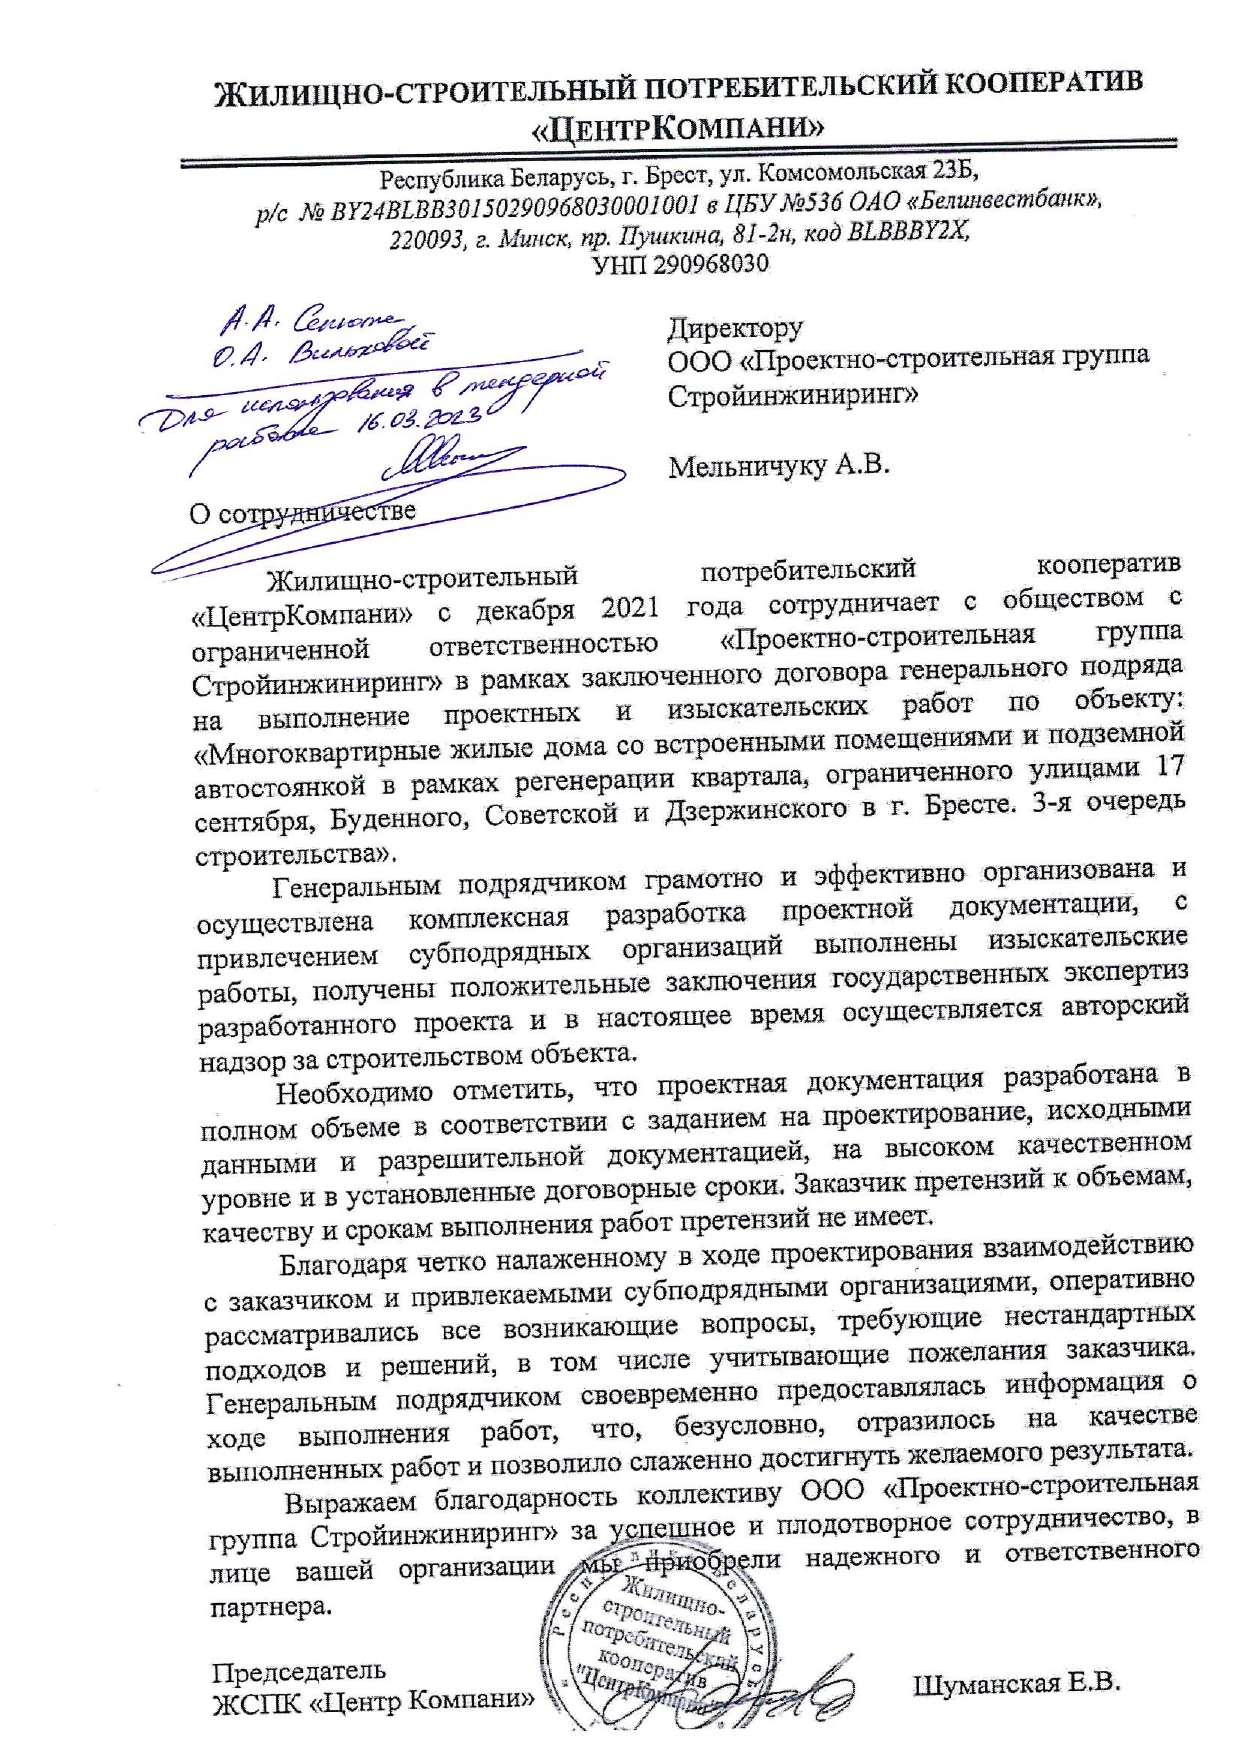 ЖИЛИЩНО-СТРОИТЕЛЬНЫЙ ПОТРЕБИТЕЛЬСКИЙ КООПЕРАТИВ
«ЦЕНТРКОМПАНИ»
Республика Беларусь, г. Брест, ул. Комсомольская 23Б,
р/с № BY24BLBB30150290968030001001 в ЦБУ №536 ОАО «Белинвестбанк»,
220093, г. Минск, пр. Пушкина, 81-2н, код BLBBBY2X,
УНП 290968030
А.А.
О.А. Вильховой
Для использования в тендерной
работе 16.03.2023
Директору
ООО «Проектно-строительная группа
Стройинжиниринг»
Мельничуку А.В.
О сотрудничестве
Жилищно-строительный потребительский кооператив
«ЦентрКомпани» с декабря 2021 года сотрудничает с обществом с
ограниченной ответственностью «Проектно-строительная группа
Стройинжиниринг» в рамках заключенного договора генерального подряда
на выполнение проектных и изыскательских работ по объекту:
«Многоквартирные жилые дома со встроенными помещениями и подземной
автостоянкой в рамках регенерации квартала, ограниченного улицами 17
сентября, Буденного, Советской и Дзержинского в г. Бресте. 3-я очередь
строительства».
Генеральным подрядчиком грамотно и эффективно организована и
осуществлена комплексная разработка проектной документации, с
привлечением субподрядных организаций выполнены изыскательские
работы, получены положительные заключения государственных экспертиз
разработанного проекта и в настоящее время осуществляется авторский
надзор за строительством объекта.
Необходимо отметить, что проектная документация разработана в
полном объеме в соответствии с заданием на проектирование, исходными
данными и разрешительной документацией, на высоком качественном
уровне и в установленные договорные сроки. Заказчик претензий к объемам,
качеству и срокам выполнения работ претензий не имеет.
Благодаря четко налаженному в ходе проектирования взаимодействию
с заказчиком и привлекаемыми субподрядными организациями, оперативно
рассматривались все возникающие вопросы, требующие нестандартных
подходов и решений, в том числе учитывающие пожелания заказчика.
Генеральным подрядчиком своевременно предоставлялась информация о
ходе выполнения работ, что, безусловно, отразилось на качестве
выполненных работ и позволило слаженно достигнуть желаемого результата.
Выражаем благодарность коллективу ООО «Проектно-строительная
группа Стройинжиниринг» за успешное и плодотворное сотрудничество, в
лице вашей организации мы приобрели надежного и ответственного
партнера.
Республика Беларусь
Жилищно-
строительный
потребительский
кооператив
"ЦентрКомпани"
Председатель
ЖСПК «Центр Компани»
Шуманская Е.В.